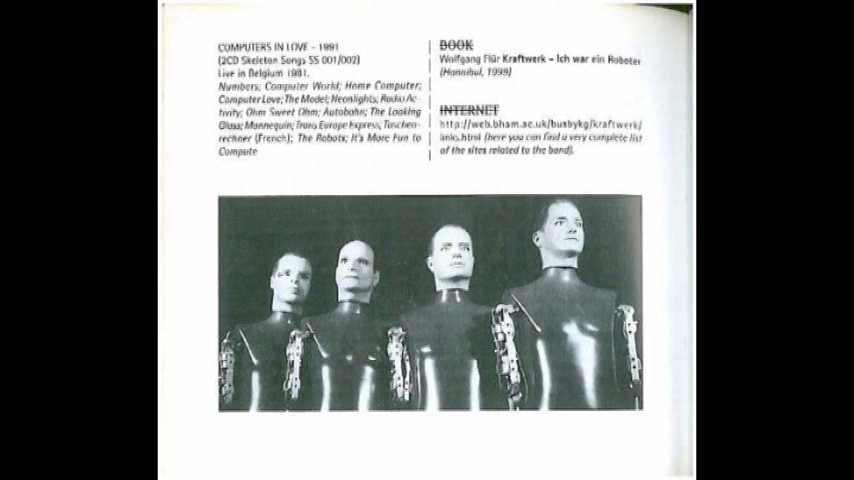 COMPUTERS IN LOVE - 1991
(2CD Skeleton Songs SS 001/002)
Live in Belgium 1981.
Numbers; Computer World; Home Computer;
Computer Love; The Model; Neonlights; Radio Ac-
tivity; Ohm Sweet Ohm; Autobahn; The Looking
Glass; Mannequin; Trans Europe Express; Taschen-
rechner (French); The Robots; It's More Fun to
Compute
BOOK
Wolfgang Flür Kraftwerk – Ich war ein Roboter
(Hannibal, 1999)
INTERNET
http://web.bham.ac.uk/busbykg/kraftwerk/
links.html (here you can find a very complete list
of the sites related to the band).